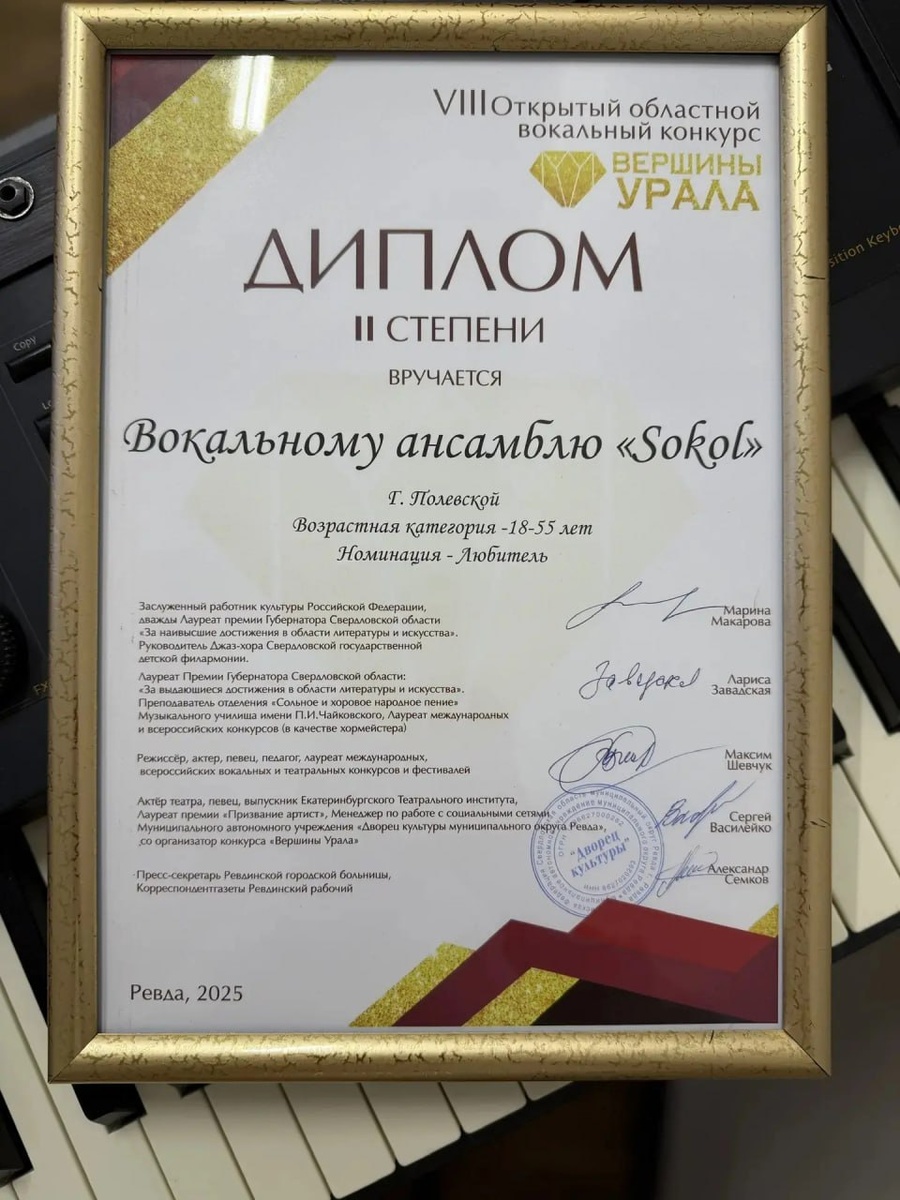 VIII Открытый областной
вокальный конкурс
ВЕРШИНЫ
УРАЛА
ДИПЛОМ
II СТЕПЕНИ
ВРУЧАЕТСЯ
Вокальному ансамблю «Sokol»
Г. Полевской
Возрастная категория -18-55 лет
Номинация - Любитель
Заслуженный работник культуры Российской Федерации,
дважды Лауреат премии Губернатора Свердловской области
«За наивысшие достижения в области литературы и искусства».
Руководитель Джаз-хора Свердловской государственной
детской филармонии.
Марина
Макарова
Лауреат Премии Губернатора Свердловской области:
«За выдающиеся достижения в области литературы и искусства».
Преподаватель отделения «Сольное и хоровое народное пение»
Музыкального училища имени П.И.Чайковского, Лауреат международных
и всероссийских конкурсов (в качестве хормейстера)
Лариса
Завадская
Режиссёр, актер, певец, педагог, лауреат международных,
всероссийских вокальных и театральных конкурсов и фестивалей
Максим
Шевчук
Актёр театра, певец, выпускник Екатеринбургского Театрального института,
Лауреат премии «Призвание артист», Менеджер по работе с социальными сетями
Муниципального автономного учреждения «Дворец культуры муниципального округа Ревда»,
со организатор конкурса «Вершины Урала»
Сергей
Василейко
"Дворец
культуры"
Пресс-секретарь Ревдинской городской больницы,
Корреспондентгазеты Ревдинский рабочий
Александр
Семков
Ревда, 2025
Copy